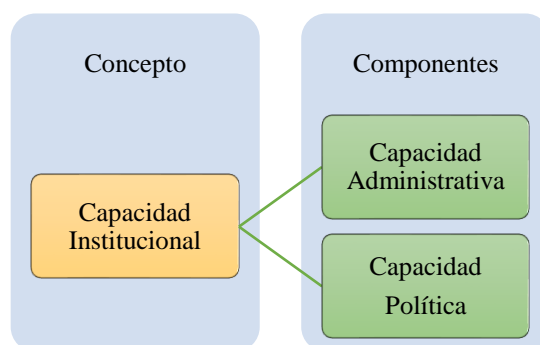 Concepto
Componentes
Capacidad
Institucional
Capacidad
Administrativa
Capacidad
Política